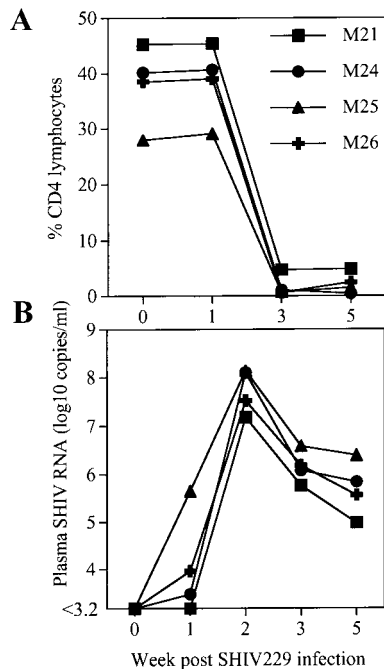 A
M21
M24
M25
M26
% CD4 lymphocytes
50
40
30
20
10
0
0 1 3 5
B
Plasma SHIV RNA (log10 copies/ml)
9
8
7
6
5
4
<3.2
0 1 2 3 5
Week post SHIV229 infection